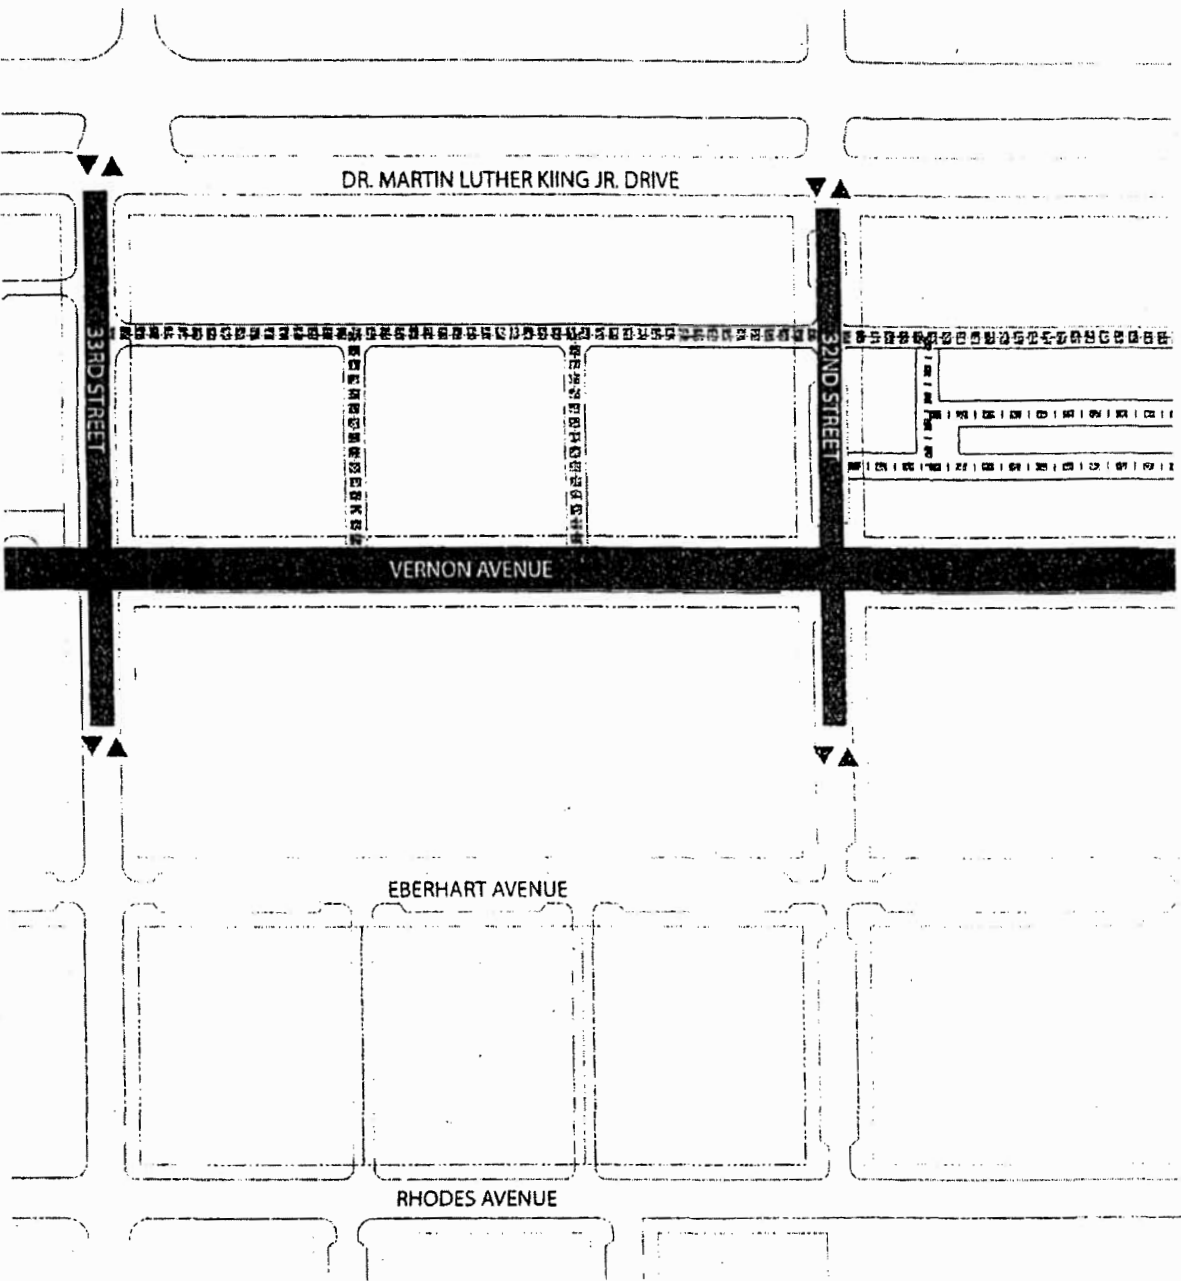 DR. MARTIN LUTHER KIING JR. DRIVE
33RD STREET
32ND STREET
VERNON AVENUE
EBERHART AVENUE
RHODES AVENUE